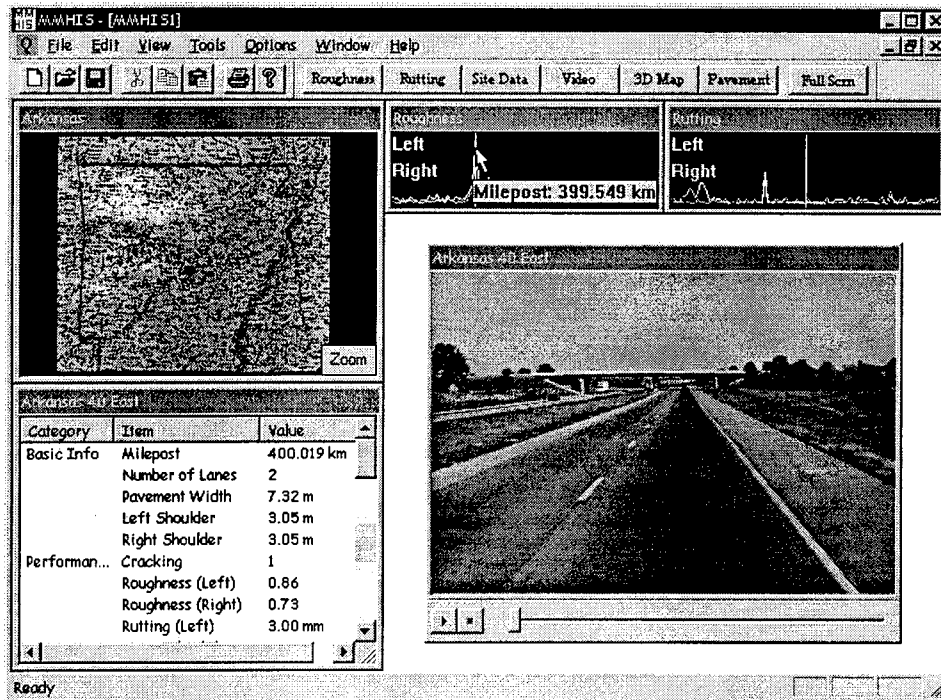 MMHIS
MMHIS - [MMHIS1]
File Edit View Tools Options Window Help
Roughness Rutting Site Data Video 3D Map Pavement Full Scrn
Arkansas
Zoom
Roughness
Left
Right
Milepost: 399.549 km
Rutting
Left
Right
Arkansas 40 East
Category Item Value
Basic Info Milepost 400.019 km
Number of Lanes 2
Pavement Width 7.32 m
Left Shoulder 3.05 m
Right Shoulder 3.05 m
Performan... Cracking 1
Roughness (Left) 0.86
Roughness (Right) 0.73
Rutting (Left) 3.00 mm
Arkansas 40 East
Ready